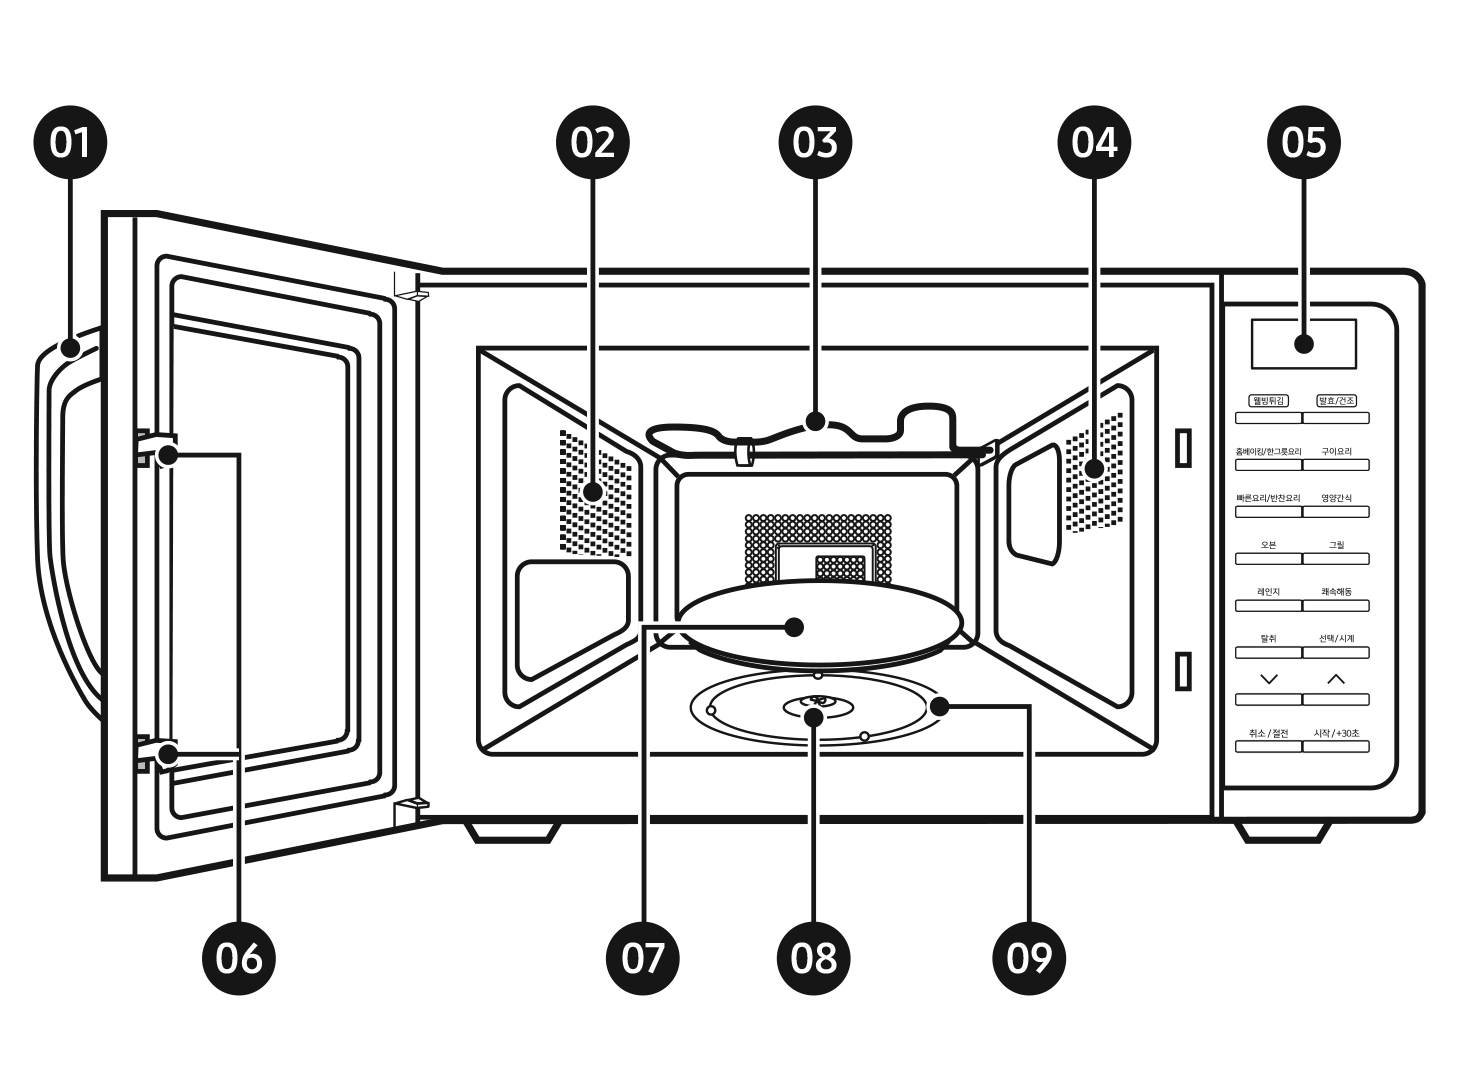 01
02
03
04
05
웰빙튀김 발효/건조
홈베이킹/한그릇요리 구이요리
빠른요리/반찬요리 영양간식
오븐 그릴
레인지 쾌속해동
탈취 선택/시계
취소/절전 시작/+30초
06
07
08
09